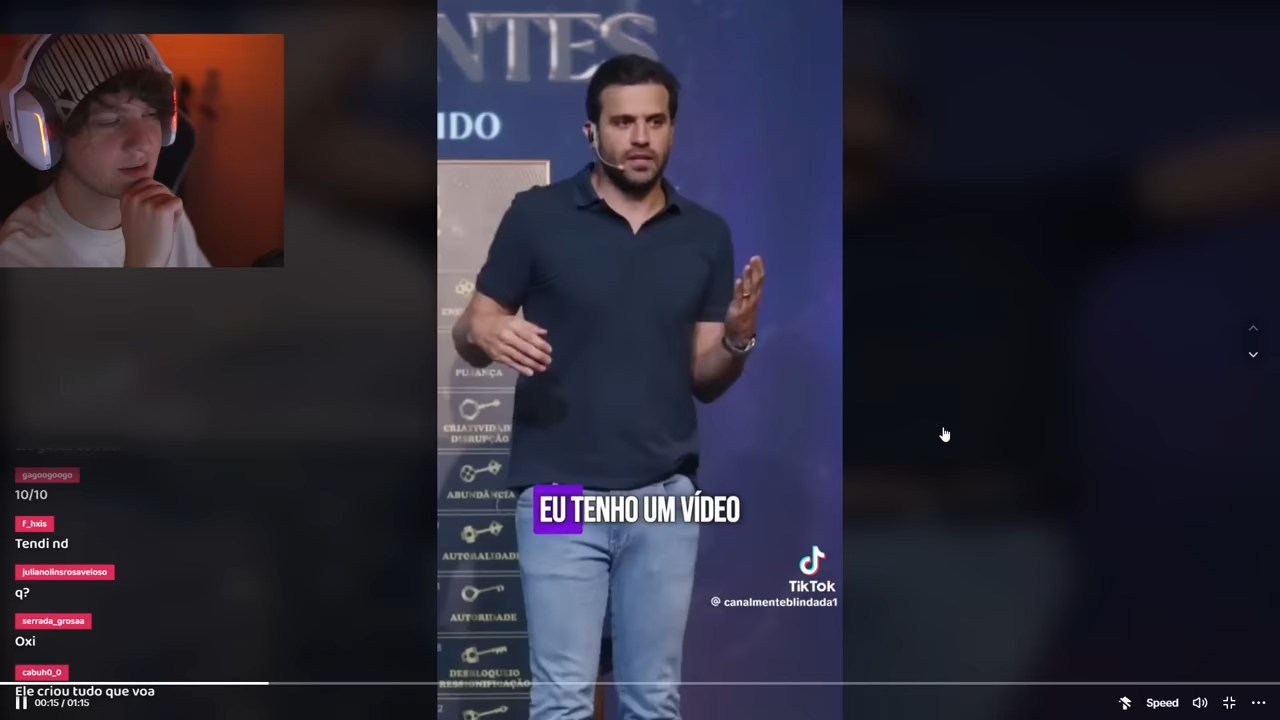 NTES
IDO
PUJANÇA
CRIATIVIDADE
DISRUPÇÃO
ABUNDÂNCIA
AUTORALIDADE
AUTORIDADE
DESBLOQUEIO
RESSIGNIFICAÇÃO
EU TENHO UM VÍDEO
TikTok
@ canalmenteblindada1
gagoogoogo
10/10
f_hxis
Tendi nd
julianolinsrosaveloso
q?
serrada_grosaa
Oxi
cabuh0_0
Ele criou tudo que voa
00:15 / 01:15
Speed